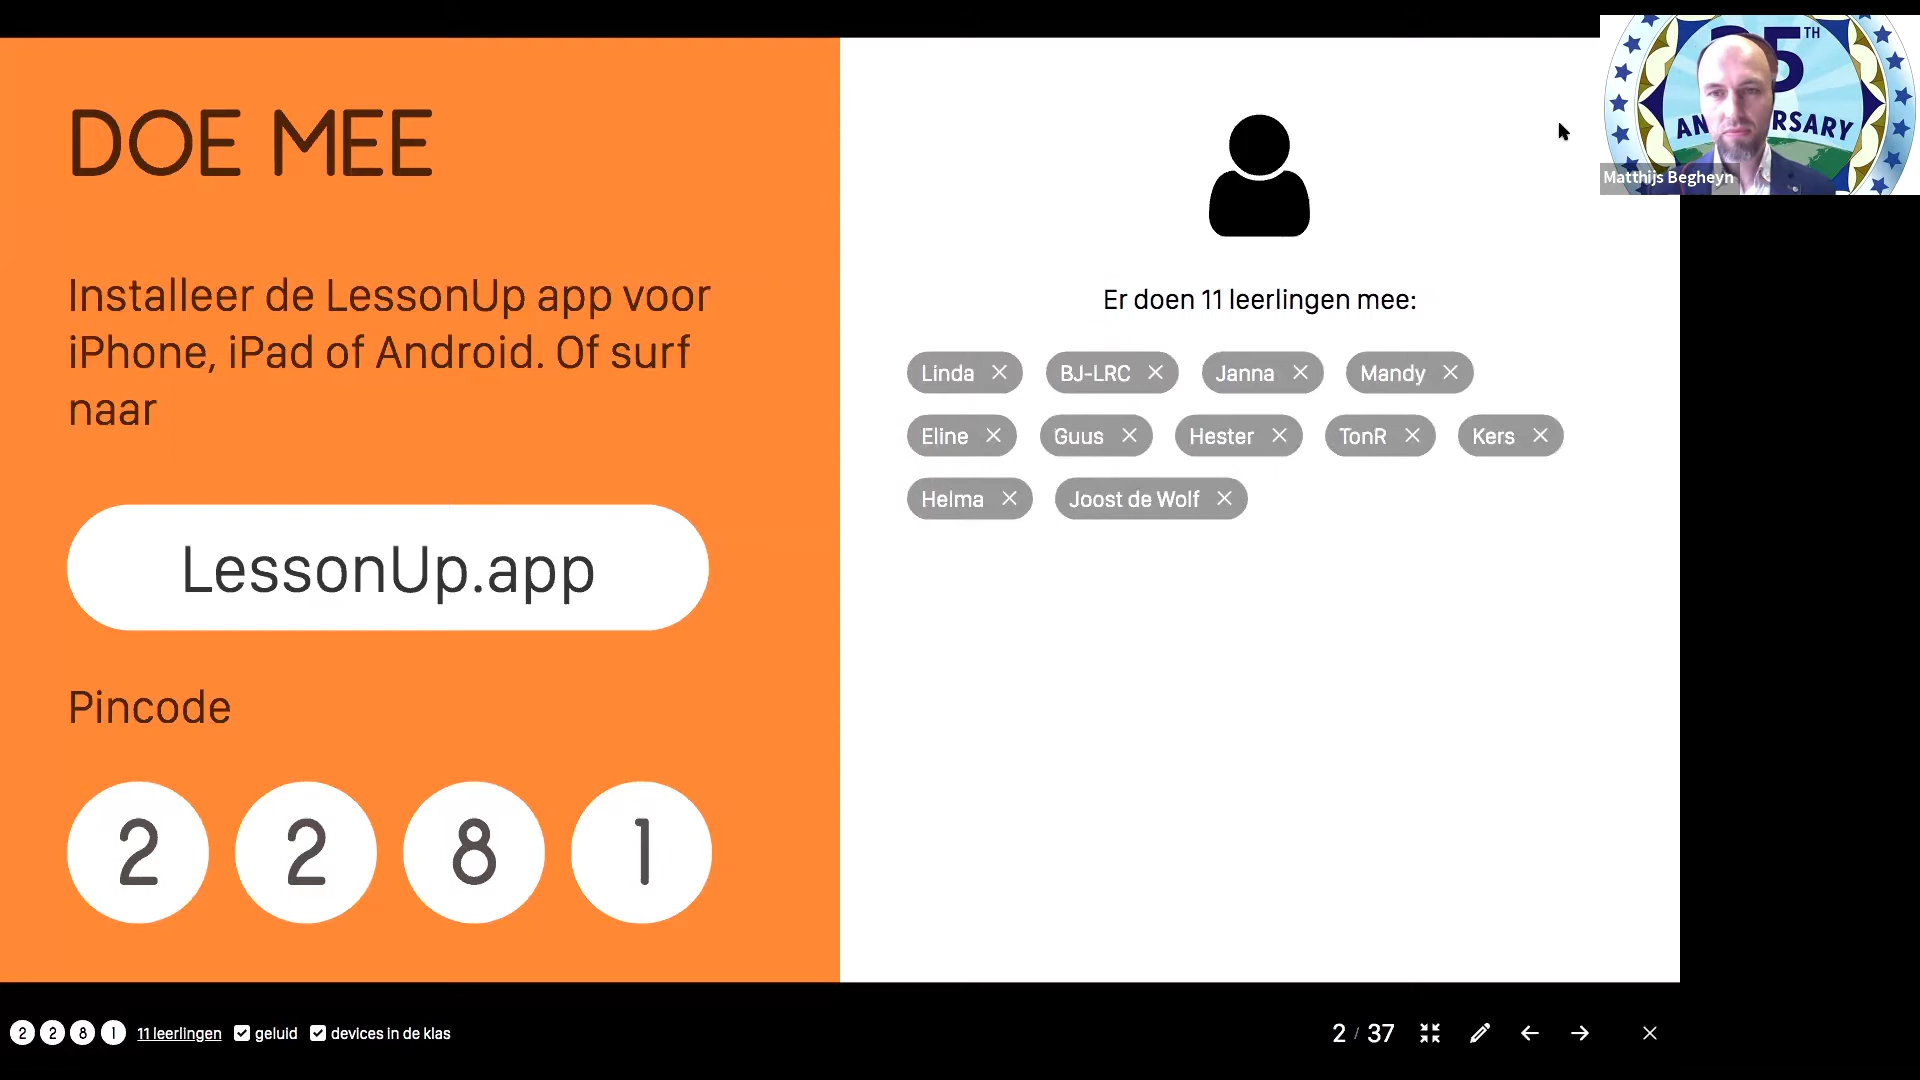 DOE MEE
Installeer de LessonUp app voor
iPhone, iPad of Android. Of surf
naar
LessonUp.app
Pincode
2 2 8 1
Er doen 11 leerlingen mee:
Linda BJ-LRC Janna Mandy
Eline Guus Hester TonR Kers
Helma Joost de Wolf
TH
Matthijs Begheyn
2 2 8 1 11 leerlingen geluid devices in de klas
2 / 37